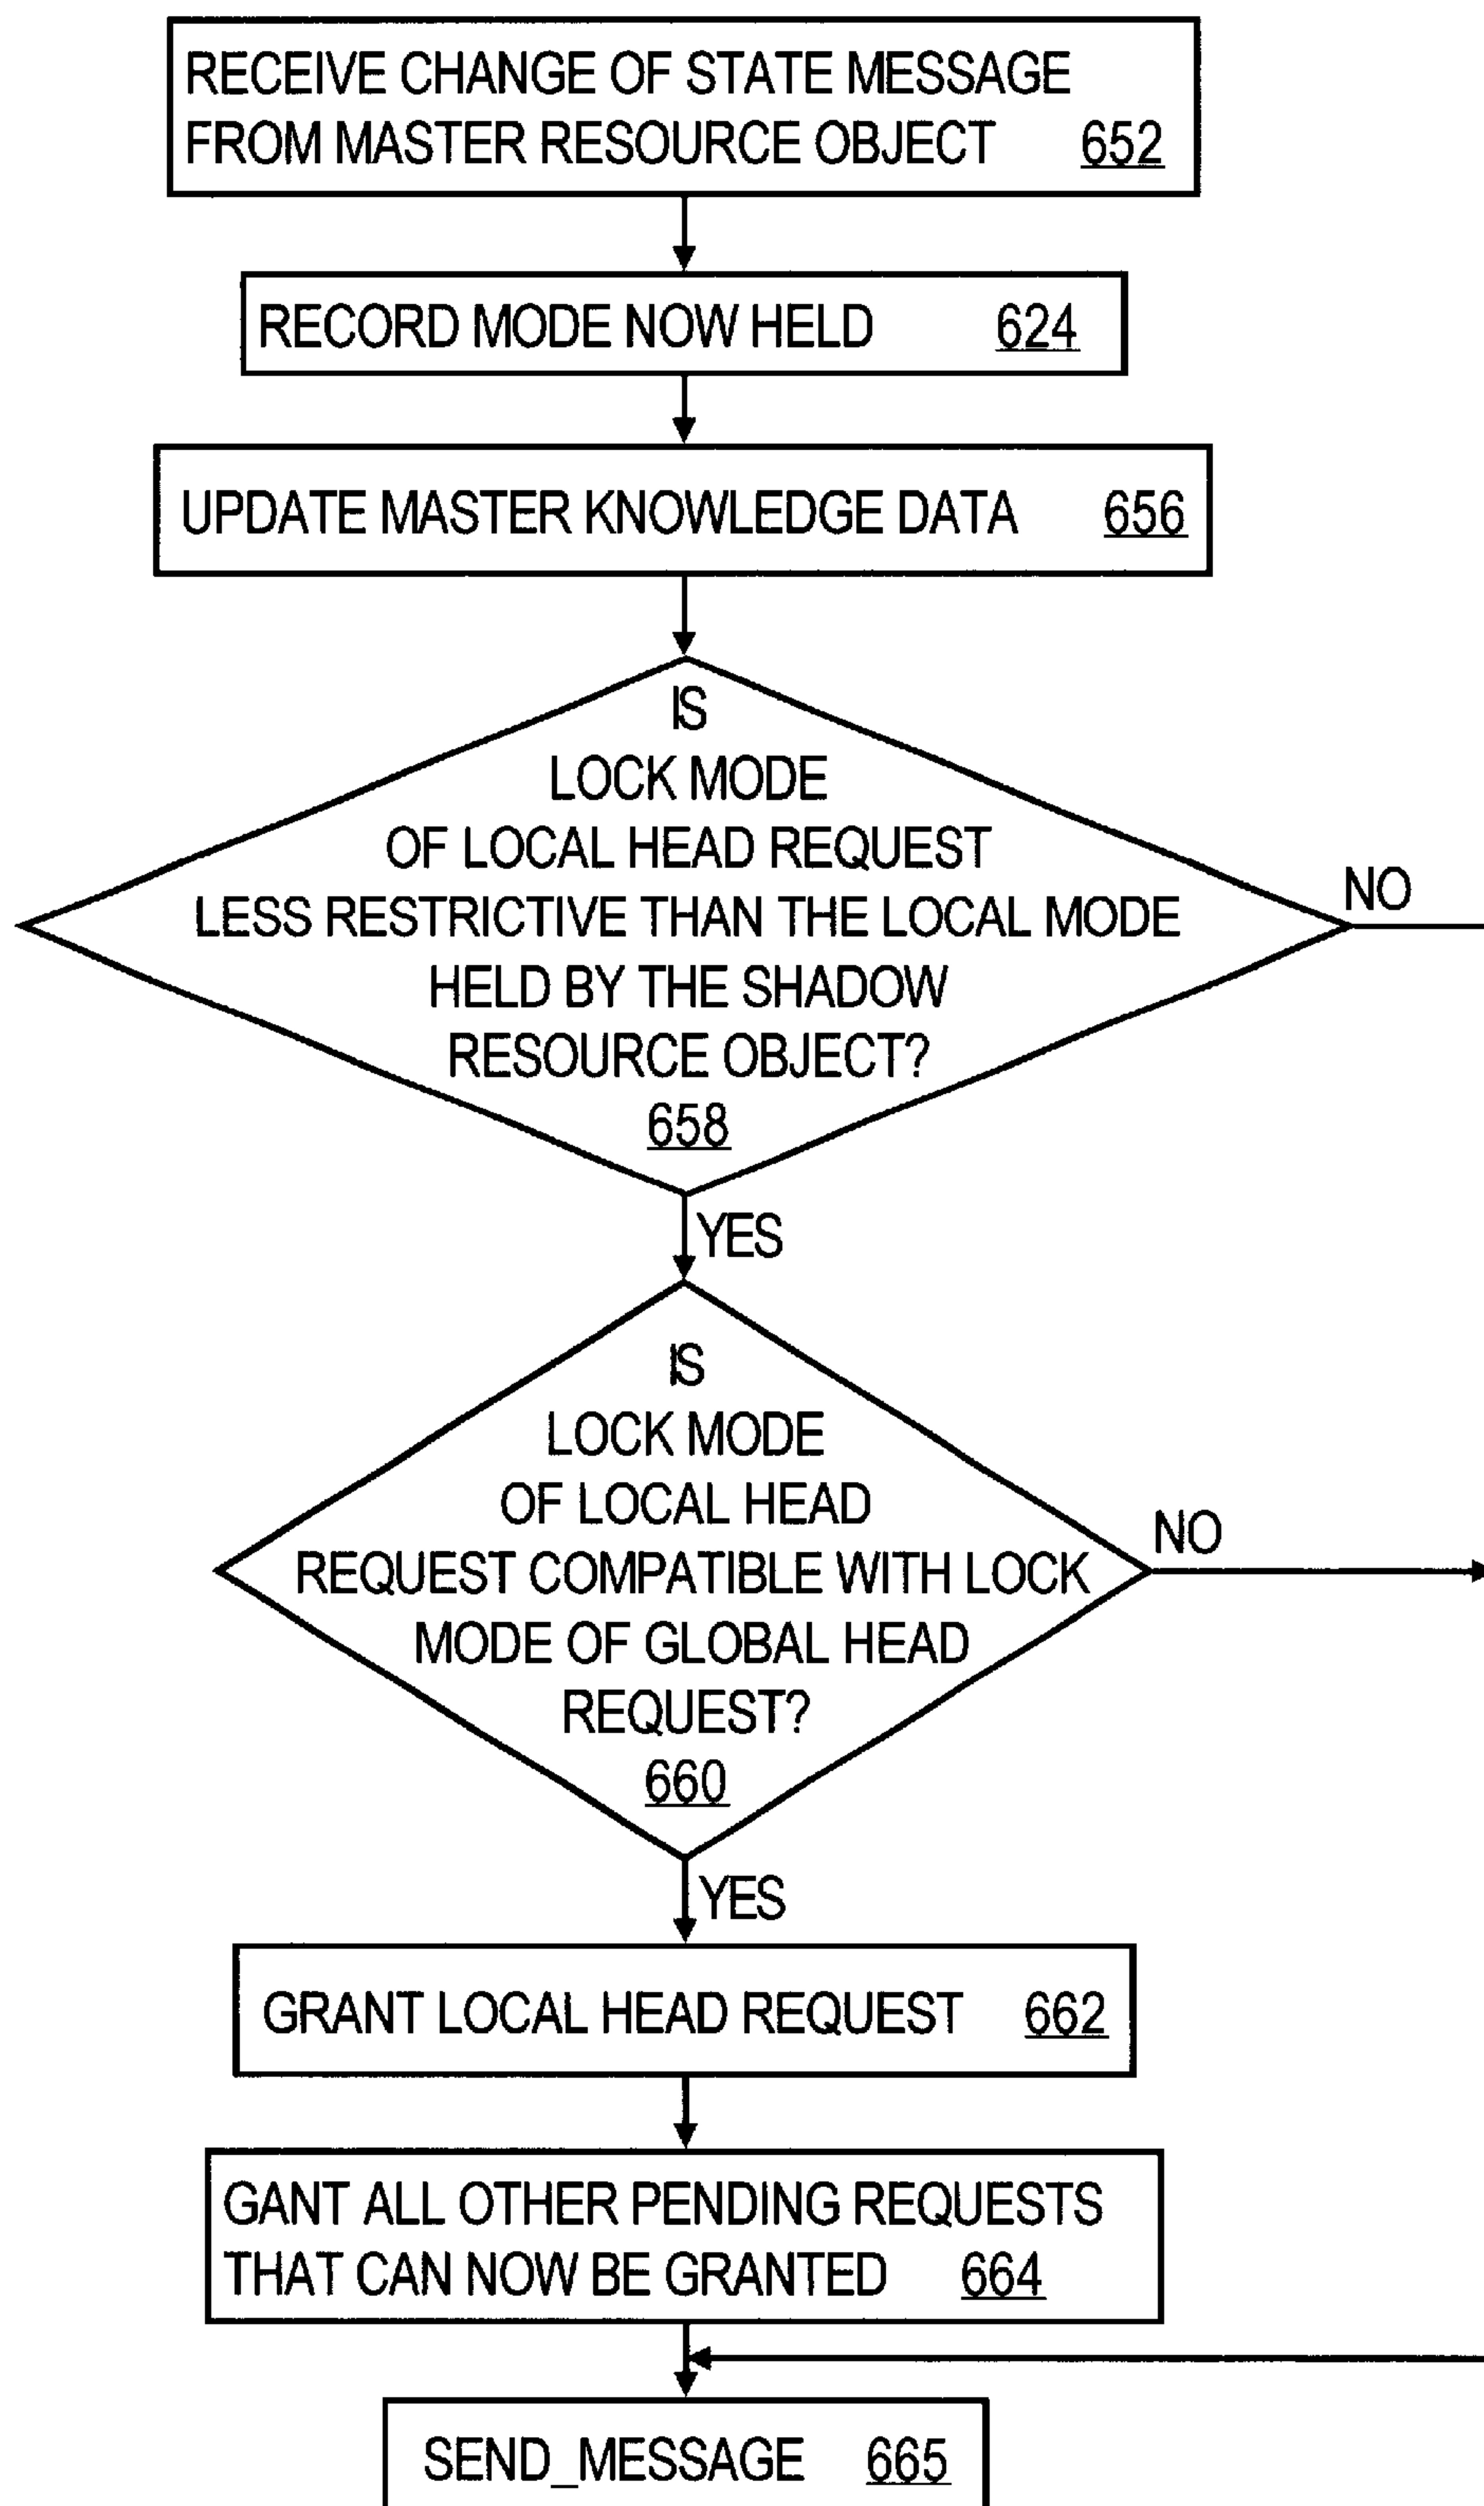 RECEIVE CHANGE OF STATE MESSAGE
FROM MASTER RESOURCE OBJECT 652
RECORD MODE NOW HELD 624
UPDATE MASTER KNOWLEDGE DATA 656
IS
LOCK MODE
OF LOCAL HEAD REQUEST
LESS RESTRICTIVE THAN THE LOCAL MODE
HELD BY THE SHADOW
RESOURCE OBJECT?
658
NO
YES
IS
LOCK MODE
OF LOCAL HEAD
REQUEST COMPATIBLE WITH LOCK
MODE OF GLOBAL HEAD
REQUEST?
660
NO
YES
GRANT LOCAL HEAD REQUEST 662
GANT ALL OTHER PENDING REQUESTS
THAT CAN NOW BE GRANTED 664
SEND_MESSAGE 665